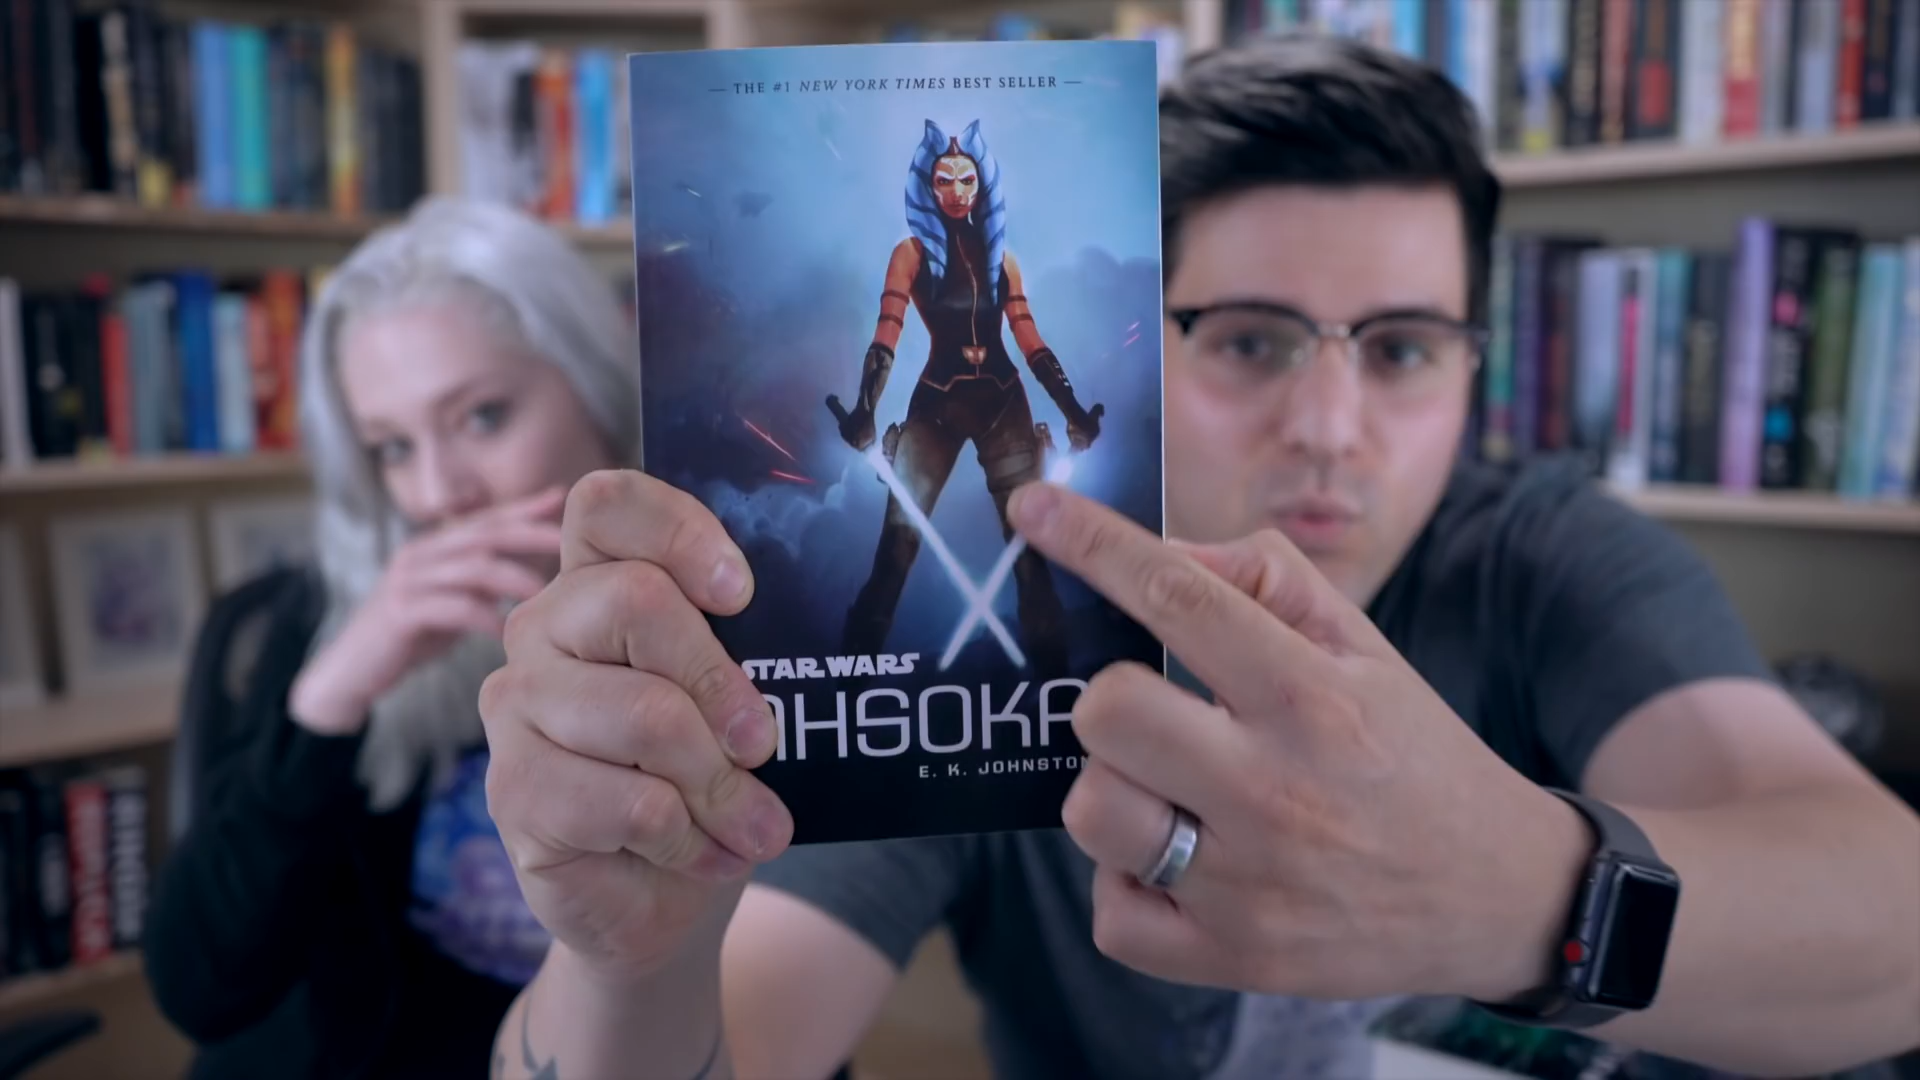 — THE #1 NEW YORK TIMES BEST SELLER —
STAR WARS
AHSOKA
E. K. JOHNSTON